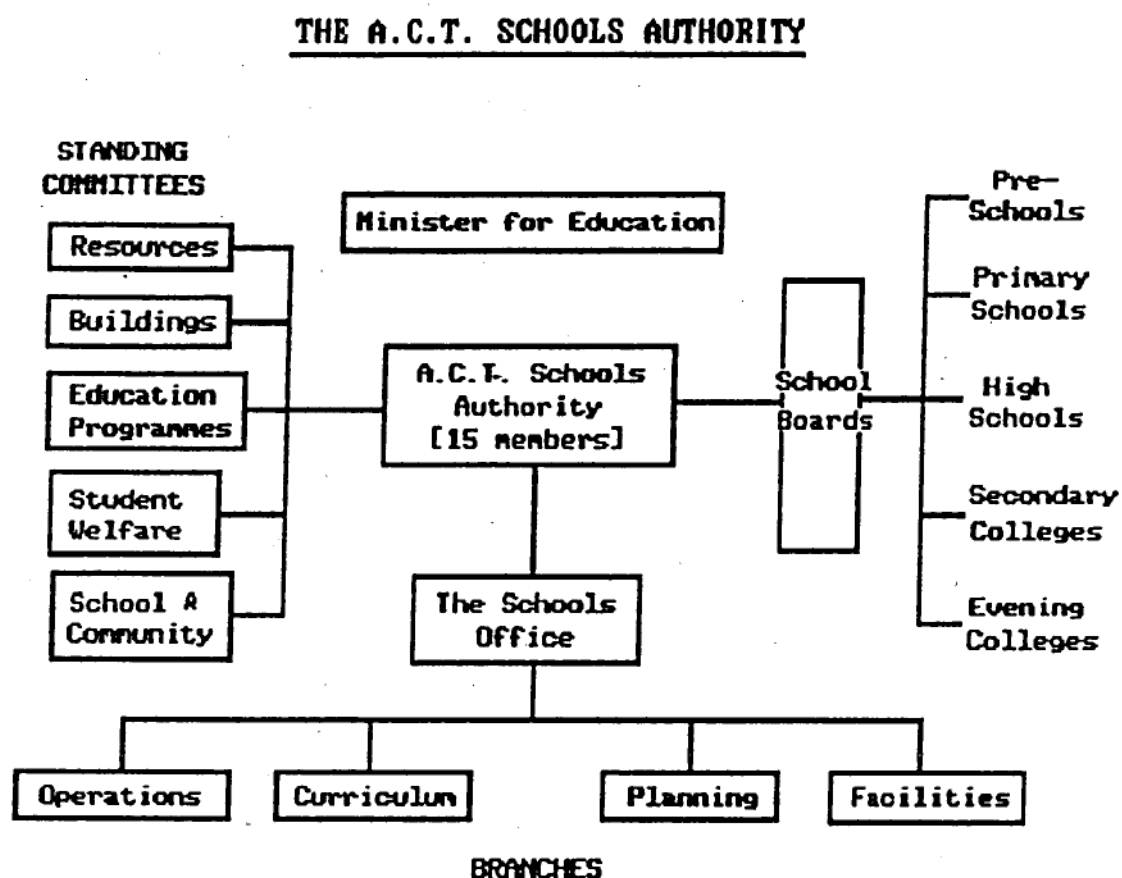 THE A.C.T. SCHOOLS AUTHORITY
STANDING
COMMITTEES
Resources
Buildings
Education
Programmes
Student
Welfare
School &
Community
Minister for Education
A.C.T. Schools
Authority
[15 members]
The Schools
Office
School
Boards
Pre-
Schools
Primary
Schools
High
Schools
Secondary
Colleges
Evening
Colleges
Operations
Curriculum
Planning
Facilities
BRANCHES